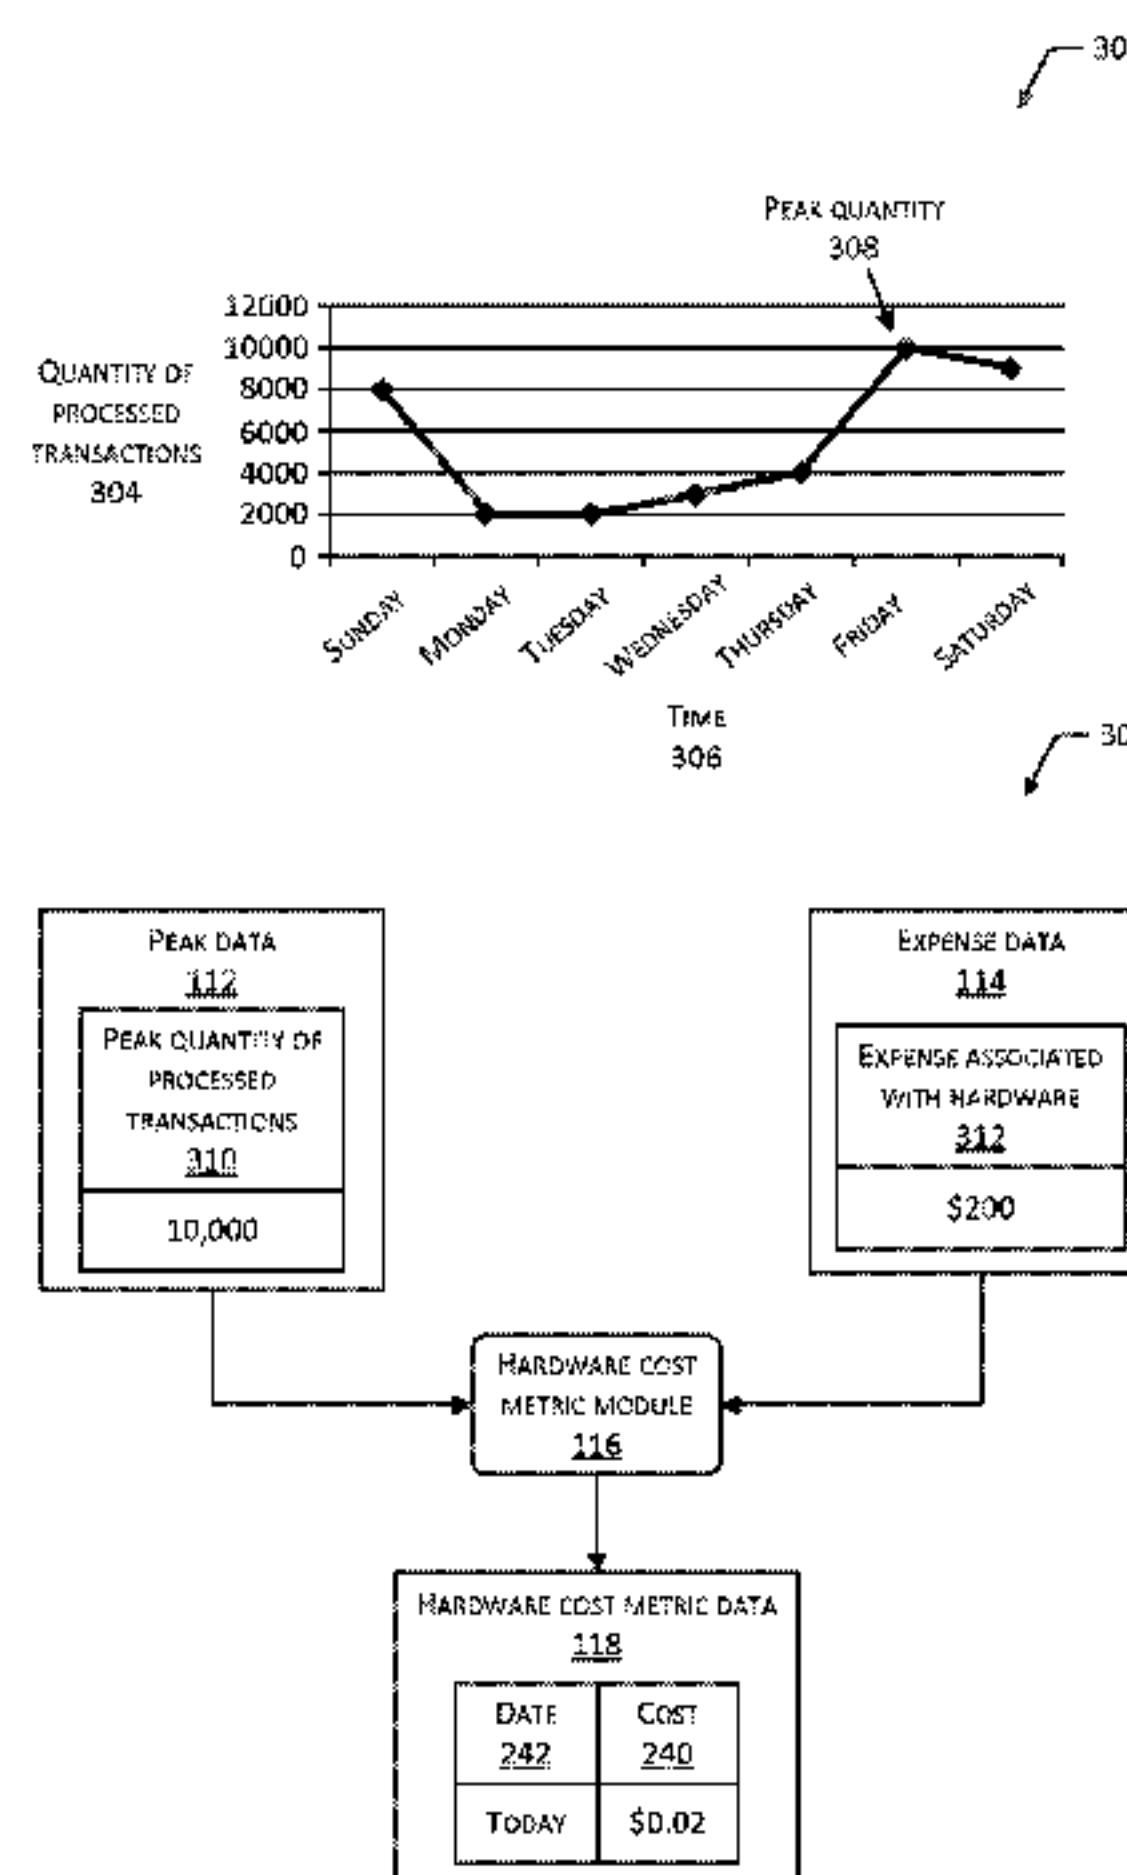 30
PEAK QUANTITY
308
12000
10000
8000
6000
4000
2000
0
QUANTITY OF
PROCESSED
TRANSACTIONS
304
SUNDAY
MONDAY
TUESDAY
WEDNESDAY
THURSDAY
FRIDAY
SATURDAY
TIME
306
30
PEAK DATA
112
PEAK QUANTITY OF
PROCESSED
TRANSACTIONS
310
10,000
EXPENSE DATA
114
EXPENSE ASSOCIATED
WITH HARDWARE
312
$200
HARDWARE COST
METRIC MODULE
116
HARDWARE COST METRIC DATA
118
DATE
242
COST
240
TODAY
$0.02